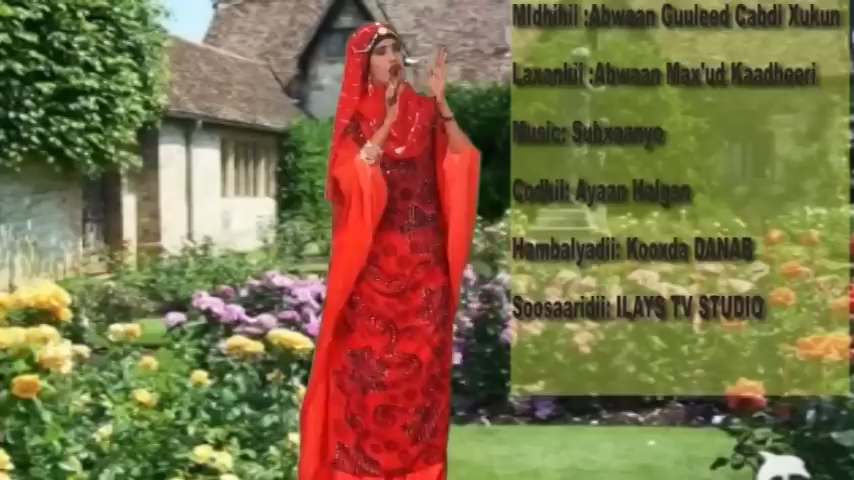 MIdhihii :Abwaan Guuleed Cabdi Xukun
Laxankii :Abwaan Max'ud Kaadheeri
Music: Subxaanyo
Codkii: Ayaan Halgan
Hambalyadii: Kooxda DANAB
Soosaaridii: ILAYS TV STUDIO